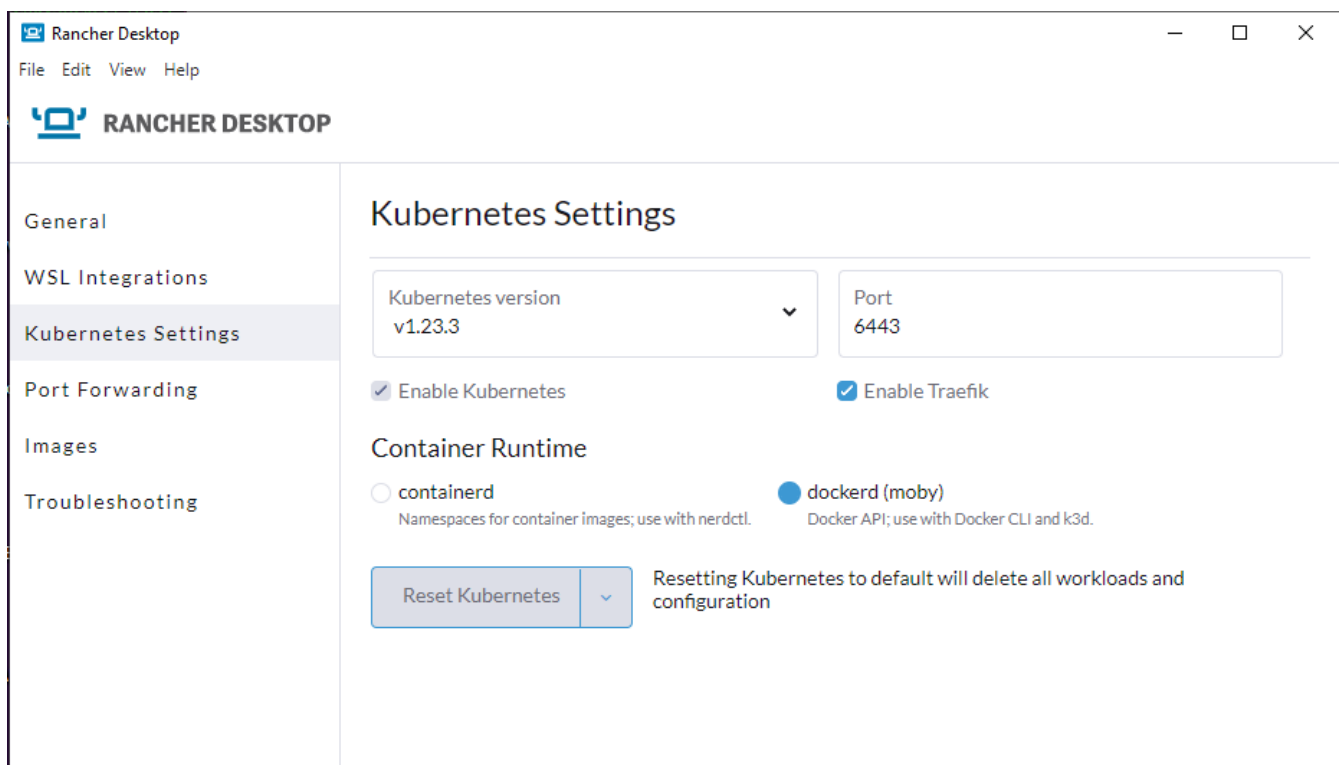 Rancher Desktop
File Edit View Help
RANCHER DESKTOP
General
WSL Integrations
Kubernetes Settings
Port Forwarding
Images
Troubleshooting
Kubernetes Settings
Kubernetes version
v1.23.3
Port
6443
Enable Kubernetes
Enable Traefik
Container Runtime
containerd
Namespaces for container images; use with nerdctl.
dockerd (moby)
Docker API; use with Docker CLI and k3d.
Reset Kubernetes
Resetting Kubernetes to default will delete all workloads and
configuration